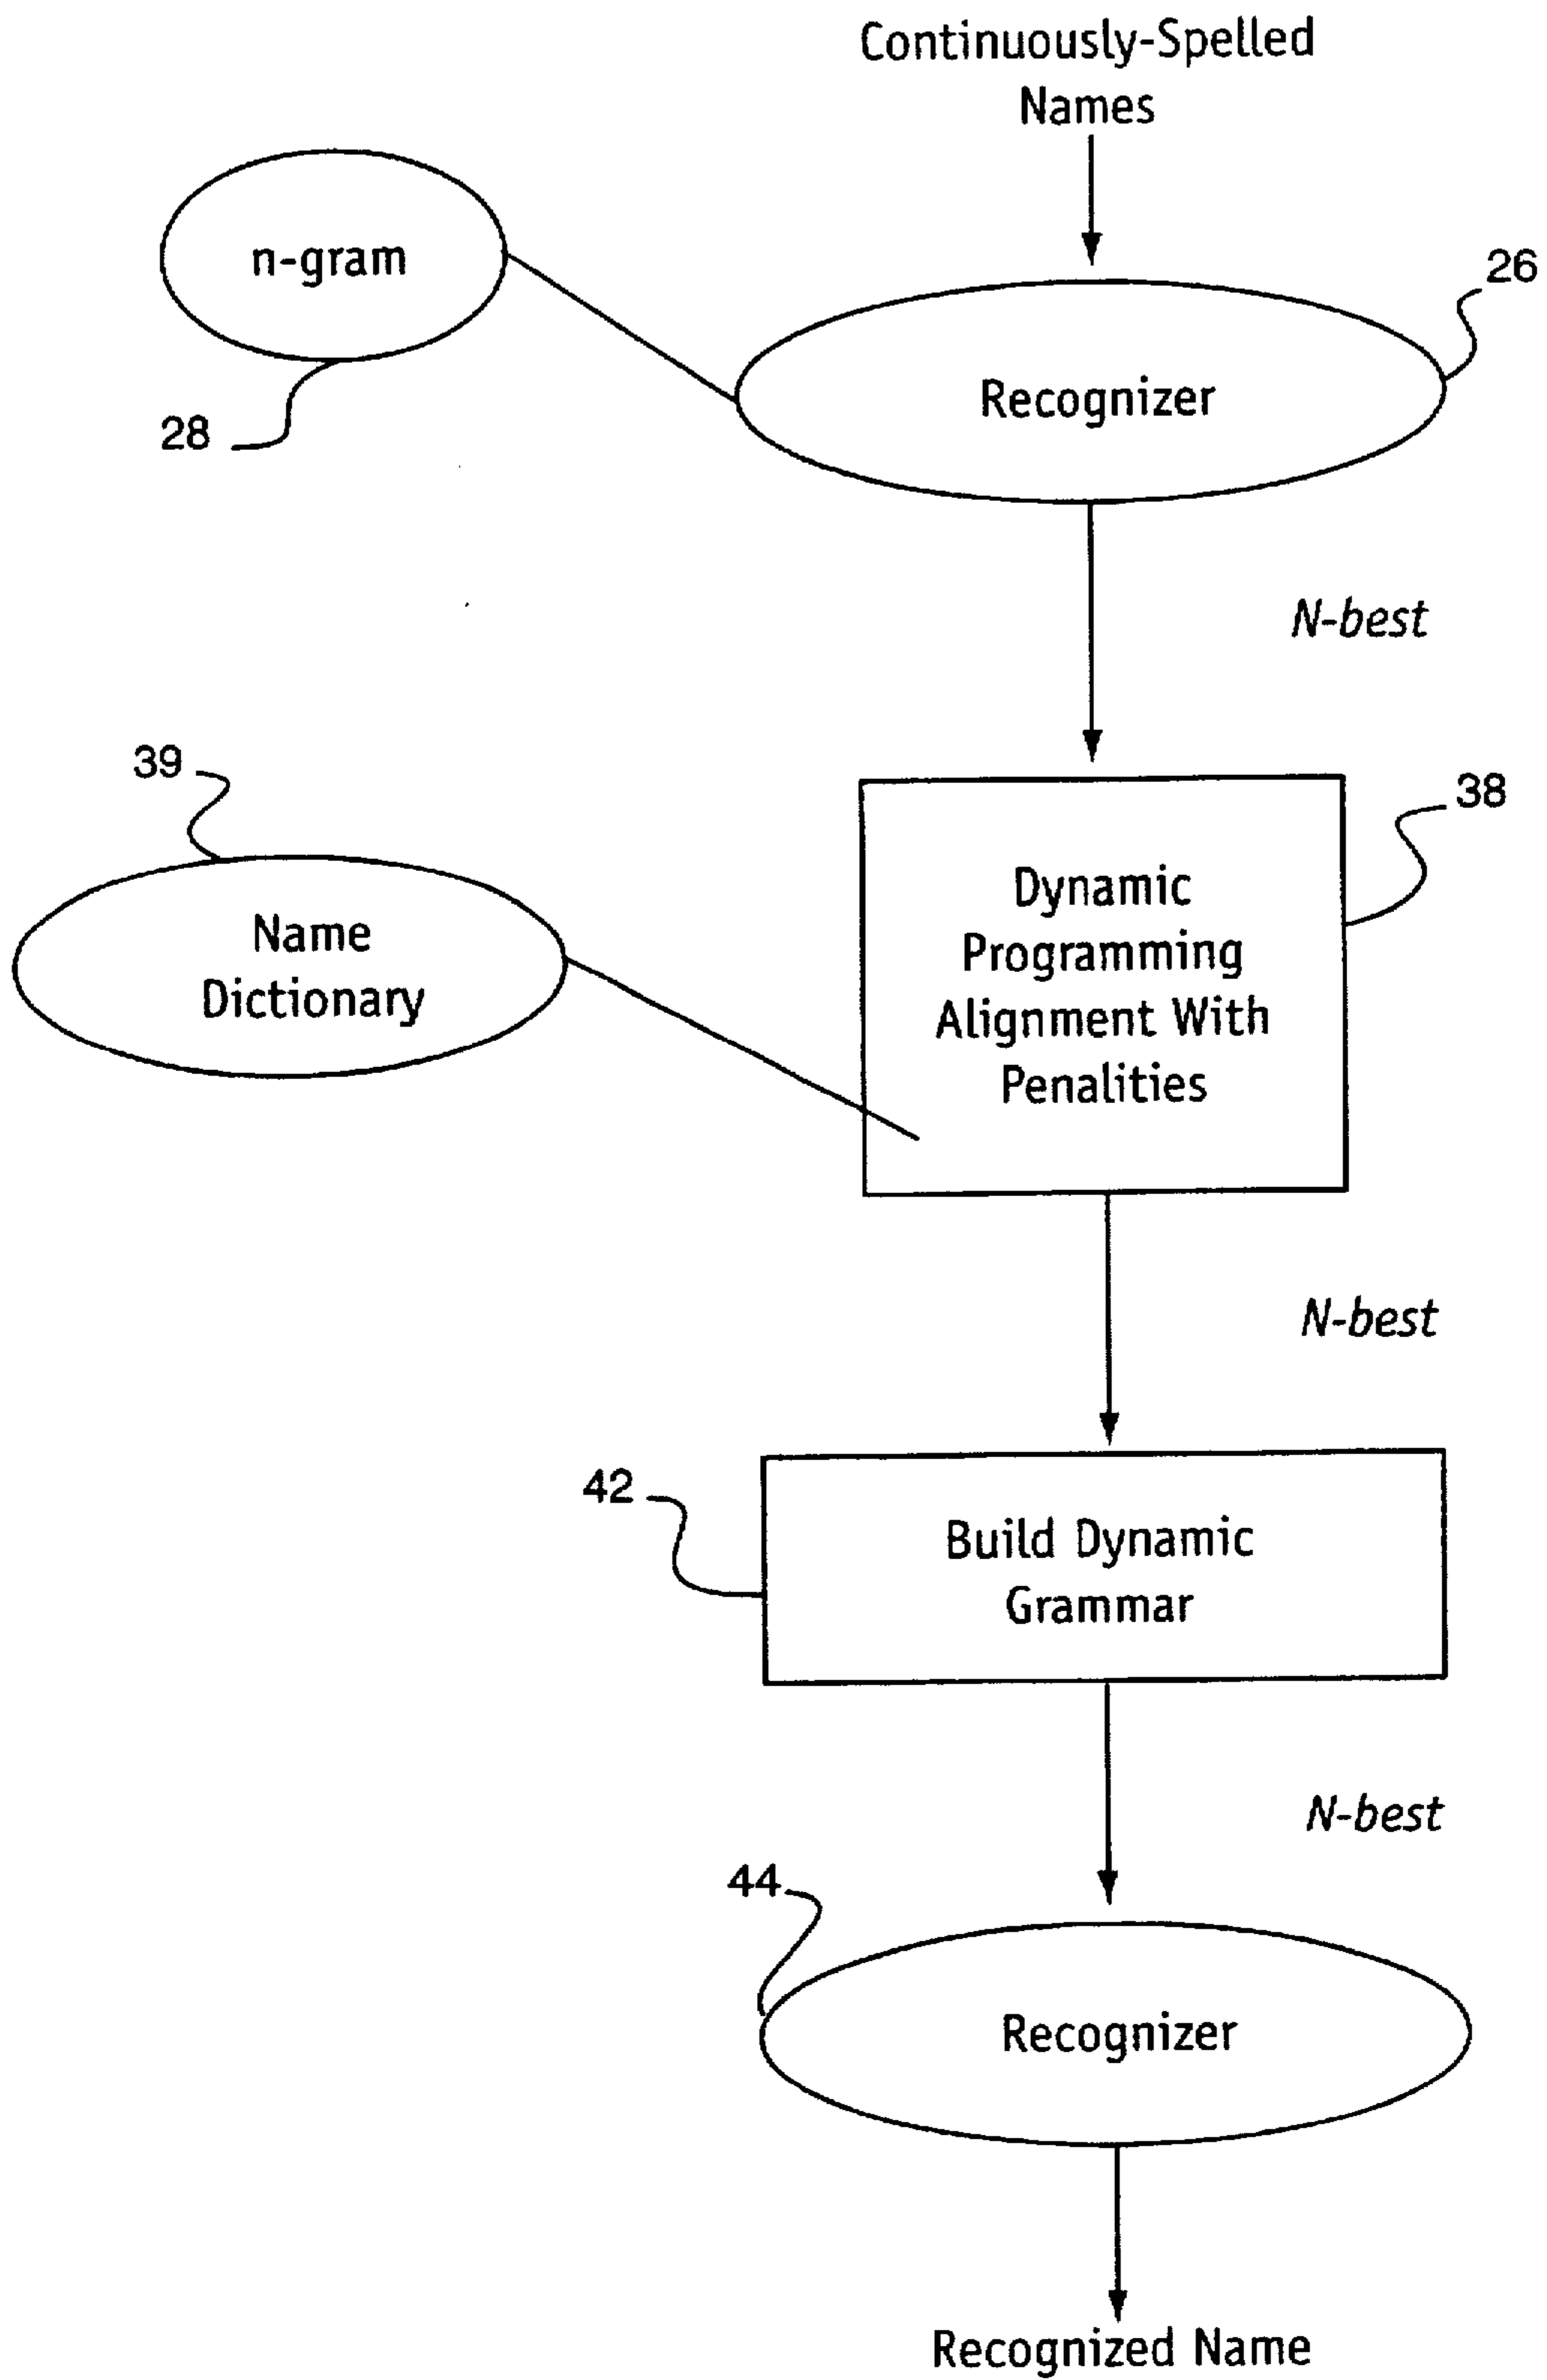 Continuously-Spelled
Names
n-gram
26
Recognizer
28
N-best
39
38
Name
Dictionary
Dynamic
Programming
Alignment With
Penalities
N-best
42
Build Dynamic
Grammar
N-best
44
Recognizer
Recognized Name